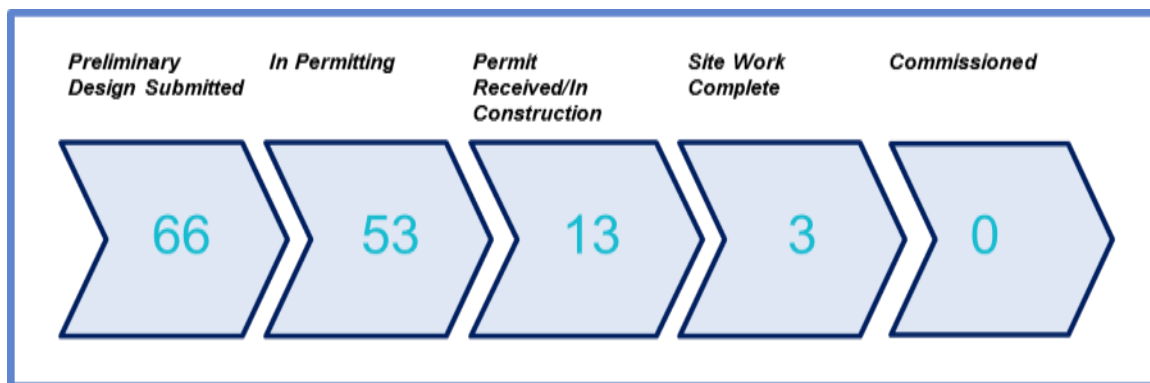 Preliminary
Design Submitted
In Permitting
Permit
Received/In
Construction
Site Work
Complete
Commissioned
66
53
13
3
0